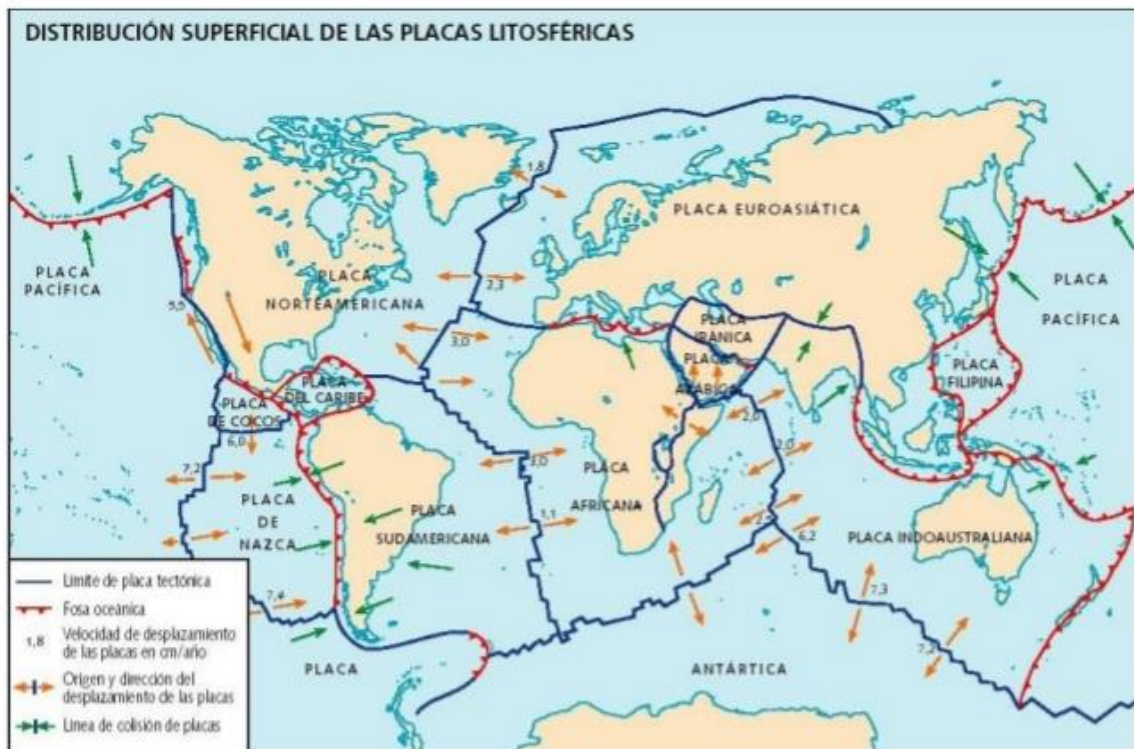 DISTRIBUCIÓN SUPERFICIAL DE LAS PLACAS LITOSFÉRICAS
1,8
PLACA EUROASIÁTICA
PLACA
PACÍFICA
PLACA
NORTEAMERICANA
2,3
PLACA
PACÍFICA
5,5
3,0
PLACA
IRÁNICA
PLACA
ARÁBIGA
PLACA
FILIPINA
PLACA
DEL CARIBE
PLACA
DE COCOS
6,0
2,0
2,0
7,2
3,0
PLACA
AFRICANA
PLACA
DE
NAZCA
PLACA
SUDAMERICANA
1,1
6,2
PLACA INDOAUSTRALIANA
7,4
7,3
7,2
PLACA
ANTÁRTICA
Límite de placa tectónica
Fosa oceánica
1,8
Velocidad de desplazamiento
de las placas en cm/año
Origen y dirección del
desplazamiento de las placas
Línea de colisión de placas